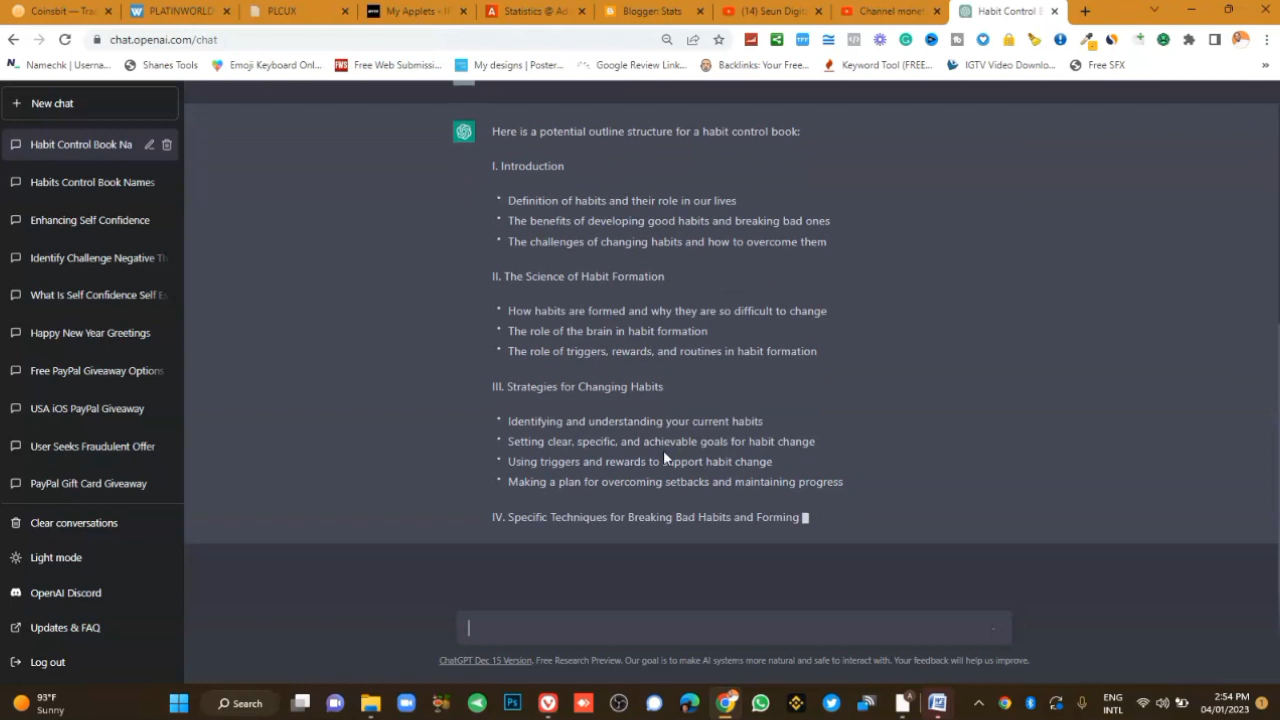 Coinsbit — Tra
PLATINWORLD
PLCUX
My Applets - I
Statistics @ Ad
Blogger: Stats
(14) Seun Digit
Channel monet
Habit Control B
chat.openai.com/chat
Namechk | Userna...
Shanes Tools
Emoji Keyboard Onl...
FWS
Free Web Submissi...
My designs | Poster...
Google Review Link...
Backlinks: Your Free...
Keyword Tool (FREE...
IGTV Video Downlo...
Free SFX
New chat
Habit Control Book Na
Habits Control Book Names
Enhancing Self Confidence
Identify Challenge Negative Th
What Is Self Confidence Self Es
Happy New Year Greetings
Free PayPal Giveaway Options
USA iOS PayPal Giveaway
User Seeks Fraudulent Offer
PayPal Gift Card Giveaway
Clear conversations
Light mode
OpenAI Discord
Updates & FAQ
Log out
Here is a potential outline structure for a habit control book:
I. Introduction
• Definition of habits and their role in our lives
• The benefits of developing good habits and breaking bad ones
• The challenges of changing habits and how to overcome them
II. The Science of Habit Formation
• How habits are formed and why they are so difficult to change
• The role of the brain in habit formation
• The role of triggers, rewards, and routines in habit formation
III. Strategies for Changing Habits
• Identifying and understanding your current habits
• Setting clear, specific, and achievable goals for habit change
• Using triggers and rewards to support habit change
• Making a plan for overcoming setbacks and maintaining progress
IV. Specific Techniques for Breaking Bad Habits and Forming
ChatGPT Dec 15 Version. Free Research Preview. Our goal is to make AI systems more natural and safe to interact with. Your feedback will help us improve.
93°F
Sunny
Search
ENG
INTL
2:54 PM
04/01/2023